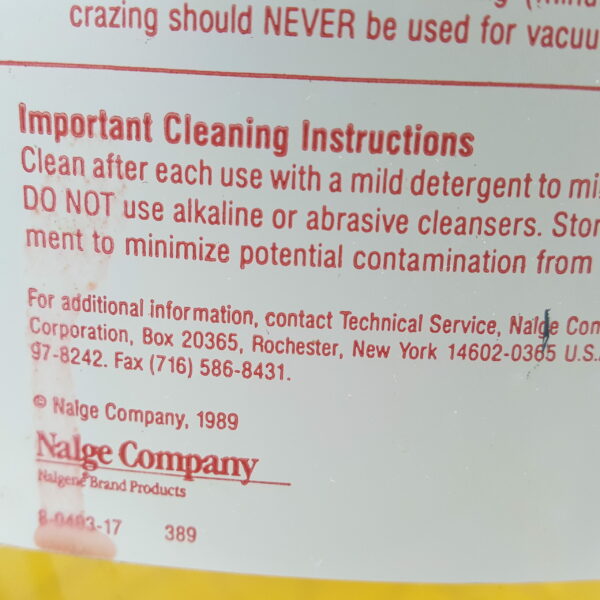 crazing should NEVER be used for vacuu
Important Cleaning Instructions
Clean after each use with a mild detergent to mi
DO NOT use alkaline or abrasive cleansers. Stor
ment to minimize potential contamination from
For additional information, contact Technical Service, Nalge Com
Corporation, Box 20365, Rochester, New York 14602-0365 U.S.
97-8242. Fax (716) 586-8431.
© Nalge Company, 1989
Nalge Company
Nalgene® Brand Products
8-0493-17 389